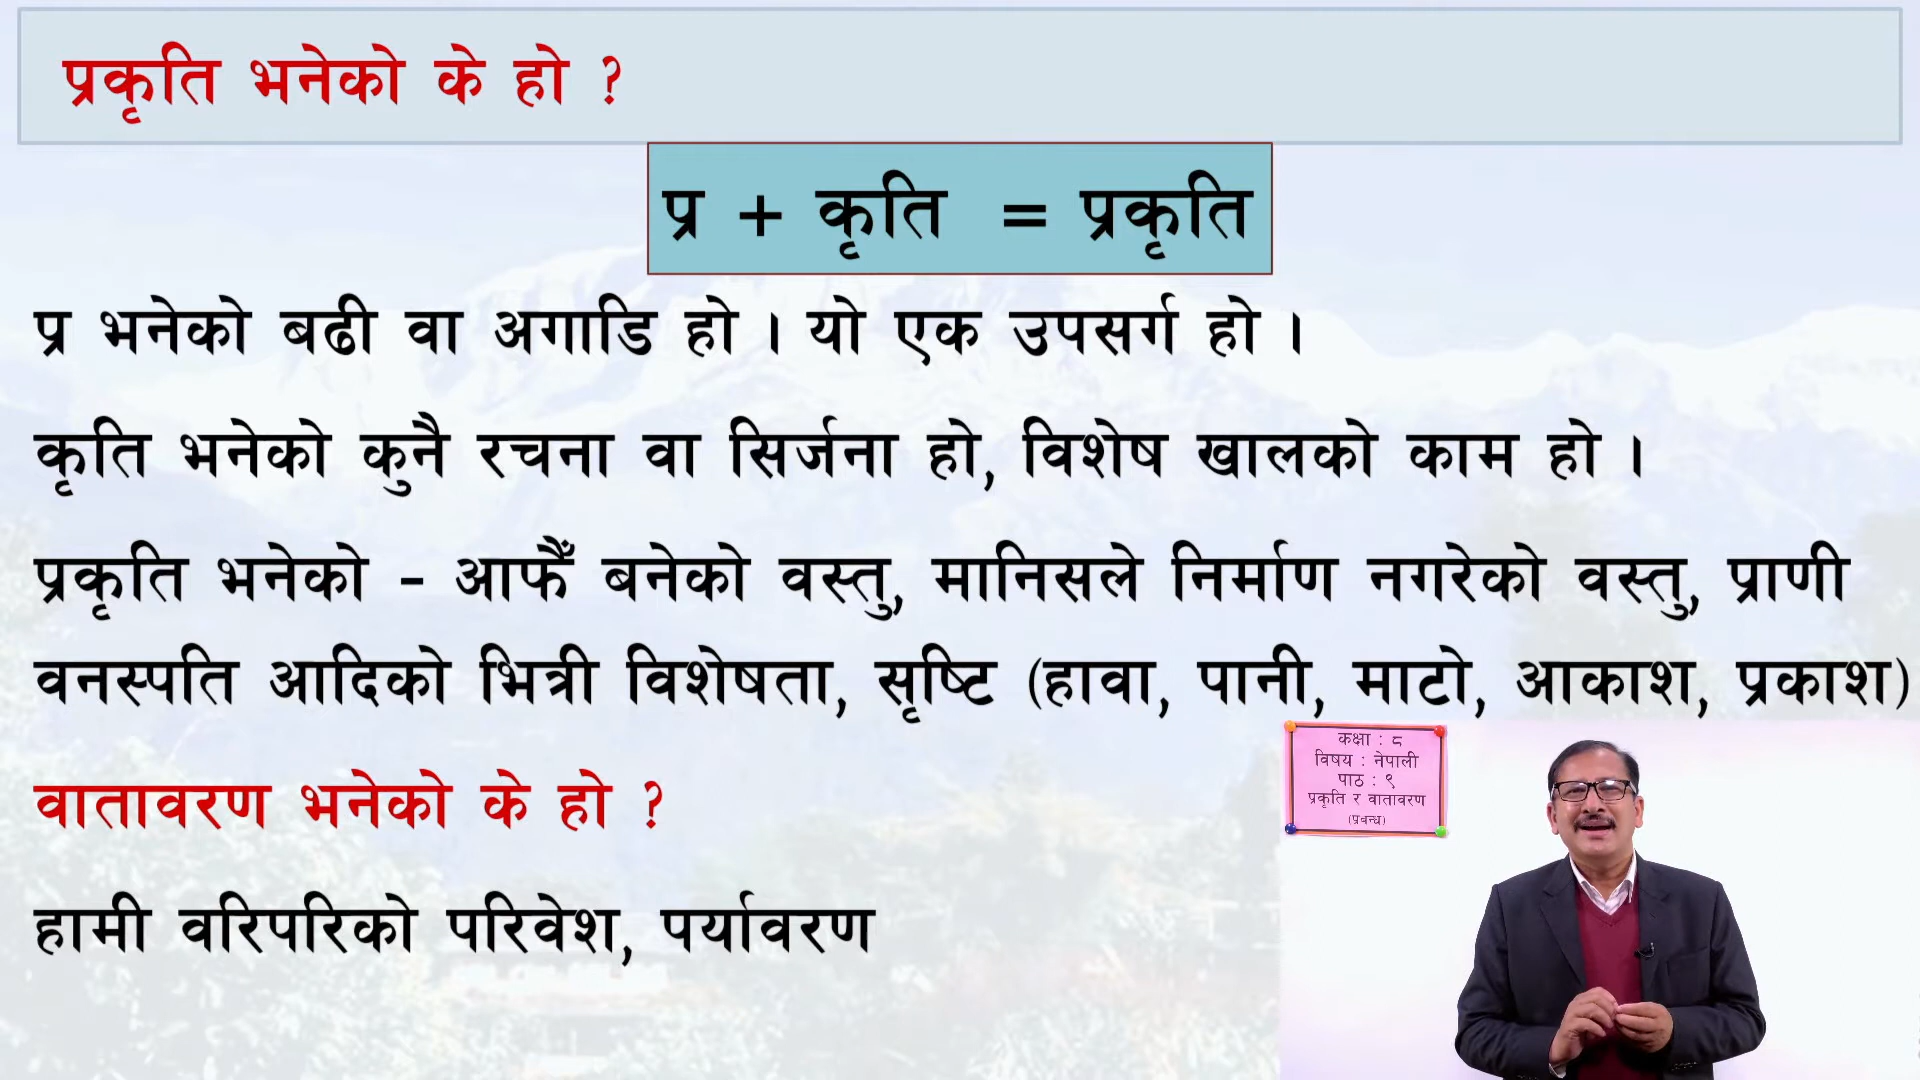 प्रकृति भनेको के हो ?
प्र + कृति = प्रकृति
प्र भनेको बढी वा अगाडि हो । यो एक उपसर्ग हो ।
कृति भनेको कुनै रचना वा सिर्जना हो, विशेष खालको काम हो ।
प्रकृति भनेको - आफैँ बनेको वस्तु, मानिसले निर्माण नगरेको वस्तु, प्राणी
वनस्पति आदिको भित्री विशेषता, सृष्टि (हावा, पानी, माटो, आकाश, प्रकाश)
वातावरण भनेको के हो ?
हामी वरिपरिको परिवेश, पर्यावरण
कक्षा : ८
विषय : नेपाली
पाठ : ९
प्रकृति र वातावरण
(प्रबन्ध)